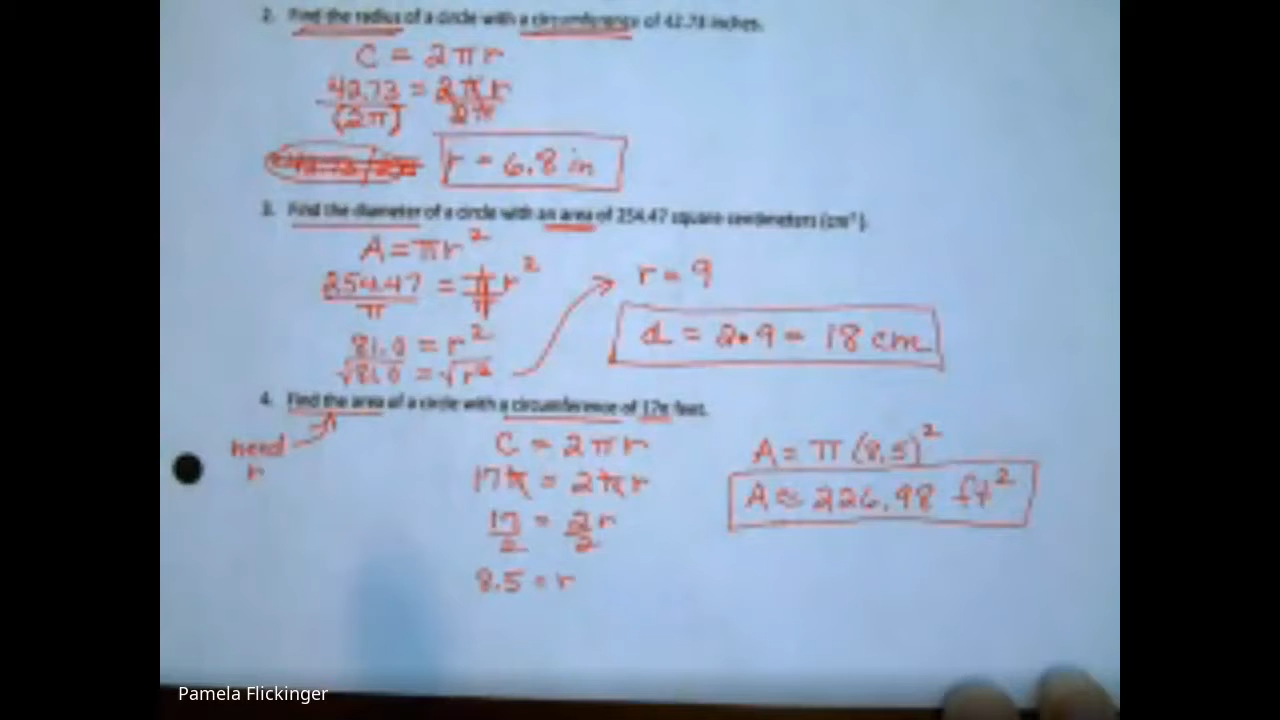 2. Find the radius of a circle with a circumference of 42.73 inches.
C = 2πr
42.73 = 2πr
(2π) 2π
r = 6.8 in
3. Find the diameter of a circle with an area of 254.47 square centimeters (cm²).
A = πr²
254.47 = πr²
π π
81.0 = r²
√81.0 = √r²
r = 9
d = 2•9 = 18 cm
4. Find the area of a circle with a circumference of 17π feet.
need
r
C = 2πr
17π = 2πr
17 = 2r
2 2
8.5 = r
A = π(8.5)²
A ≈ 226.98 ft²
Pamela Flickinger